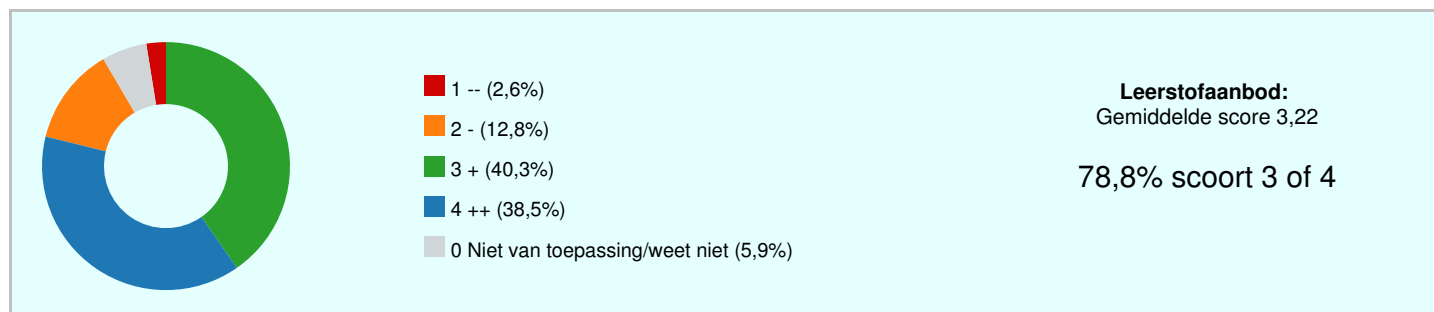 1 -- (2,6%)
2 - (12,8%)
3 + (40,3%)
4 ++ (38,5%)
0 Niet van toepassing/weet niet (5,9%)
Leerstofaanbod:
Gemiddelde score 3,22
78,8% scoort 3 of 4